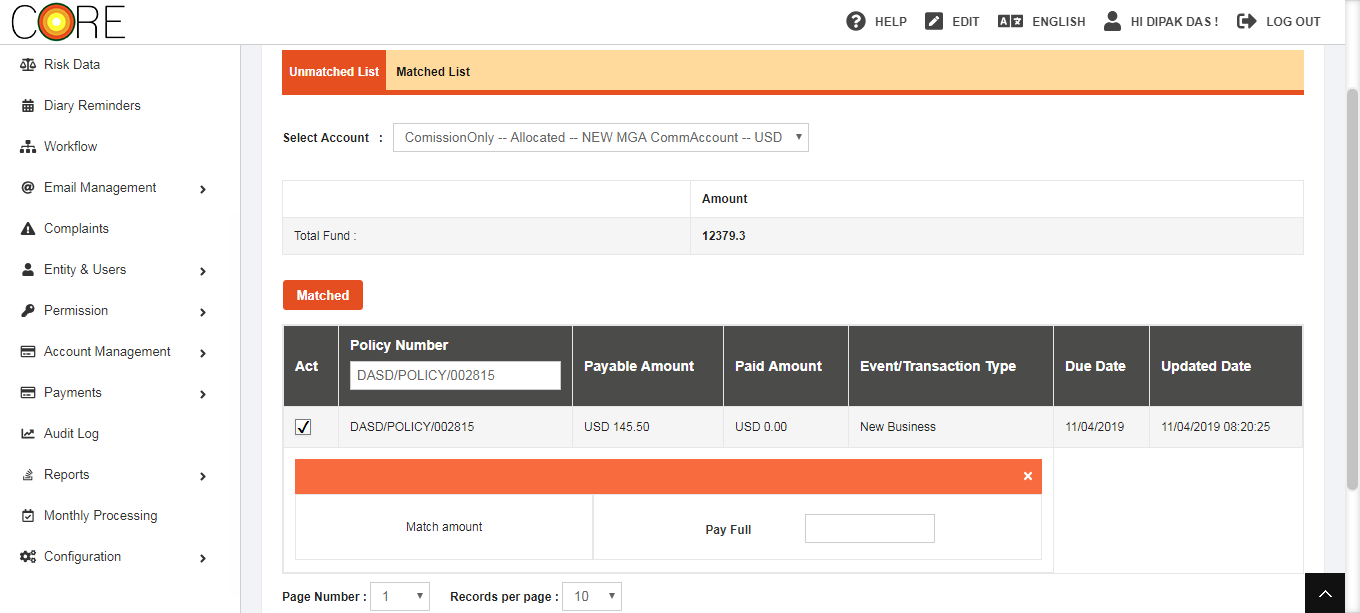 CORE
HELP
EDIT
ENGLISH
HI DIPAK DAS !
LOG OUT
Risk Data
Diary Reminders
Workflow
Email Management
Complaints
Entity & Users
Permission
Account Management
Payments
Audit Log
Reports
Monthly Processing
Configuration
Unmatched List
Matched List
Select Account :
ComissionOnly -- Allocated -- NEW MGA CommAccount -- USD
Amount
Total Fund : 12379.3
Matched
Act
Policy Number
DASD/POLICY/002815
Payable Amount
Paid Amount
Event/Transaction Type
Due Date
Updated Date
DASD/POLICY/002815 USD 145.50 USD 0.00 New Business 11/04/2019 11/04/2019 08:20:25
×
Match amount
Pay Full
Page Number : 1 Records per page : 10